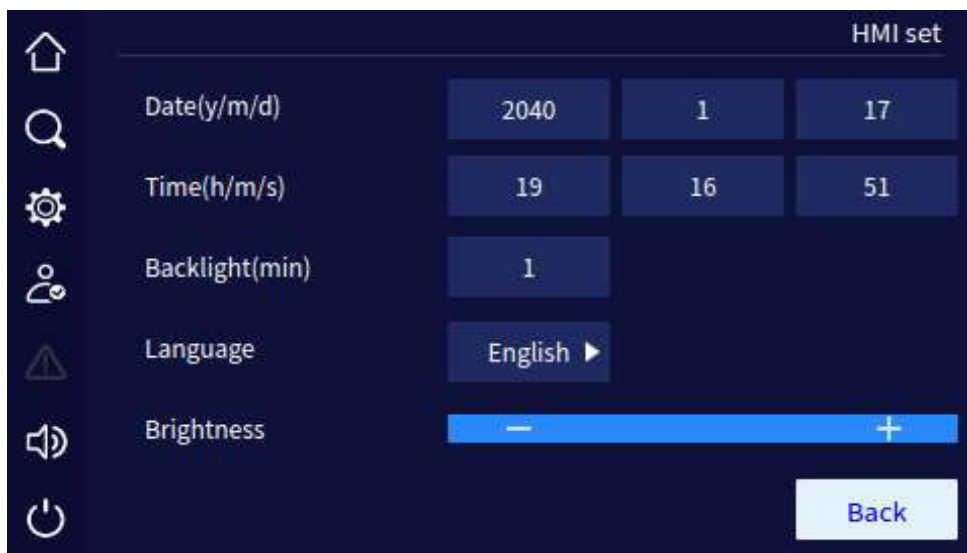 HMI set
Date(y/m/d) 2040 1 17
Time(h/m/s) 19 16 51
Backlight(min) 1
Language English
Brightness − +
Back